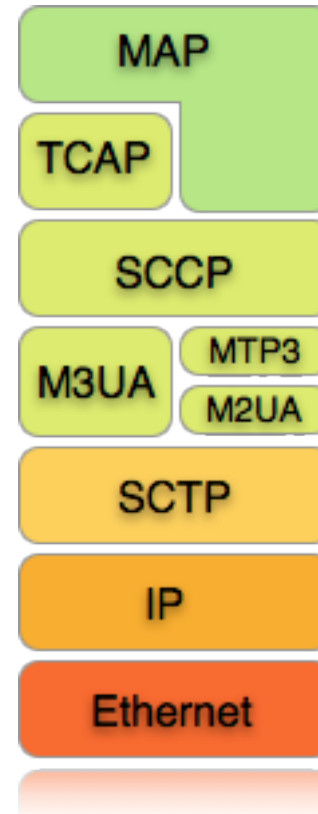 MAP
TCAP
SCCP
M3UA
MTP3
M2UA
SCTP
IP
Ethernet